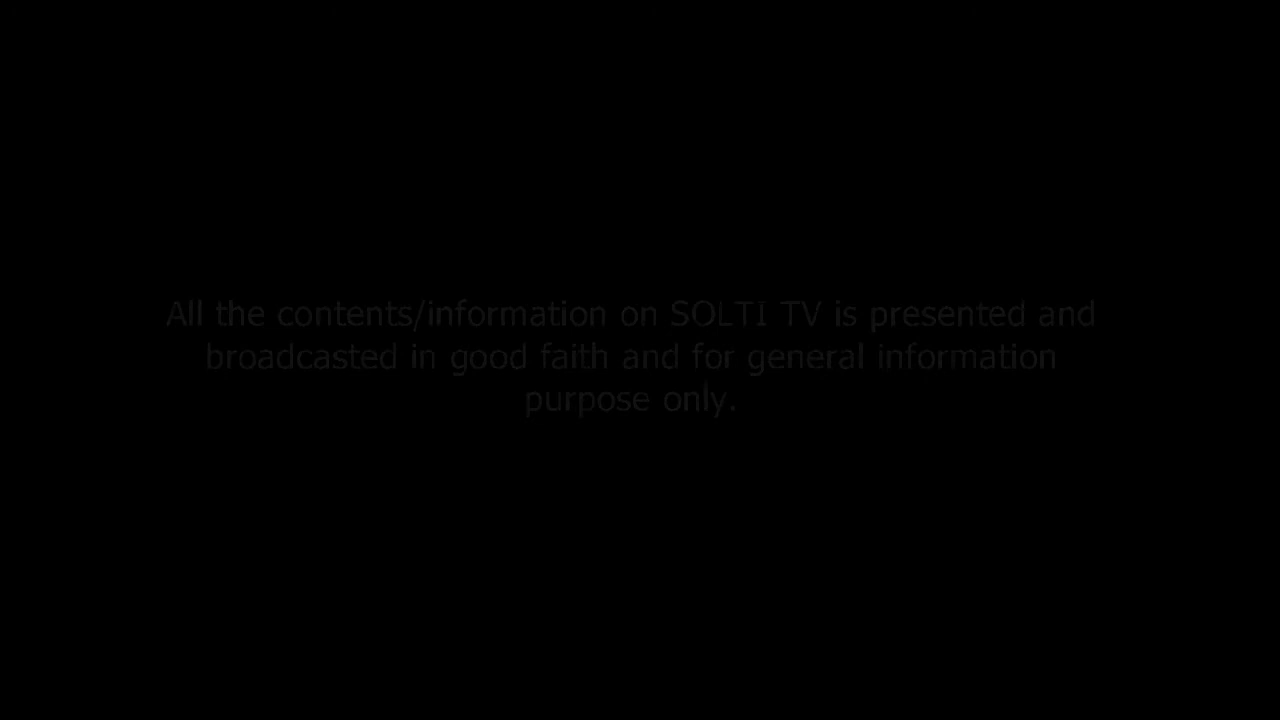 All the contents/information on SOLTI TV is presented and
broadcasted in good faith and for general information
purpose only.